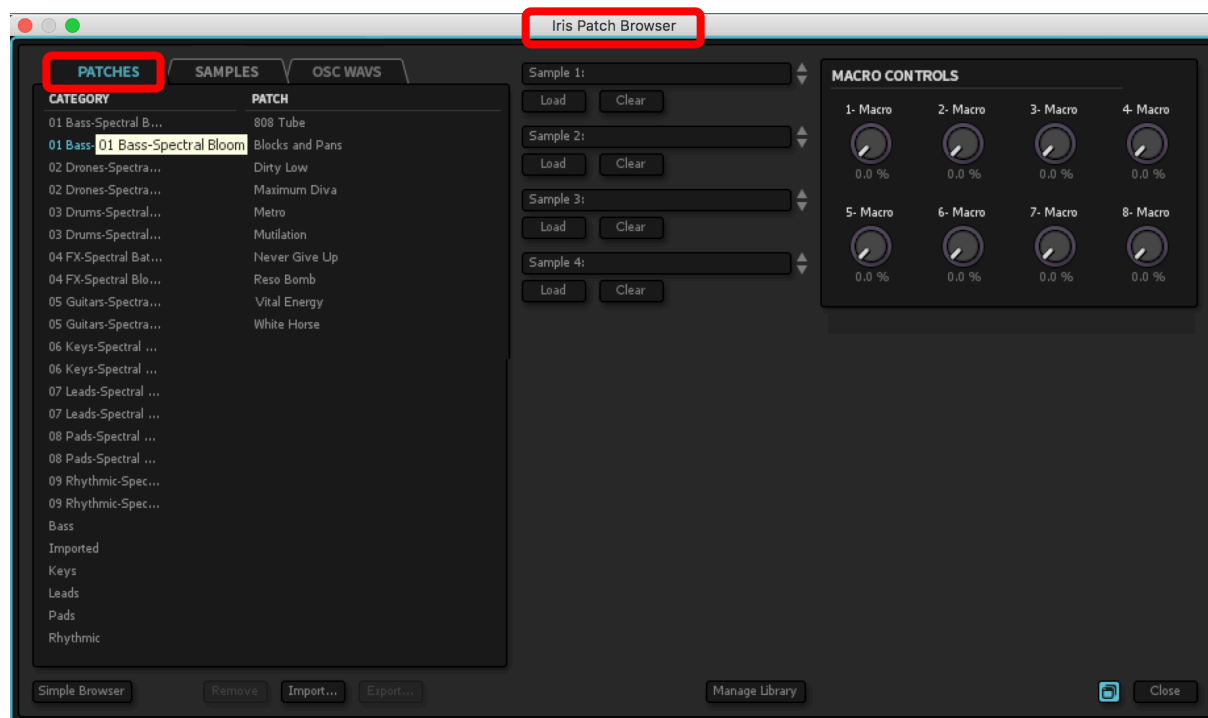 Iris Patch Browser
PATCHES SAMPLES OSC WAVS
CATEGORY PATCH
01 Bass-Spectral B... 808 Tube
01 Bass- 01 Bass-Spectral Bloom Blocks and Pans
02 Drones-Spectra... Dirty Low
02 Drones-Spectra... Maximum Diva
03 Drums-Spectral... Metro
03 Drums-Spectral... Mutilation
04 FX-Spectral Bat... Never Give Up
04 FX-Spectral Blo... Reso Bomb
05 Guitars-Spectra... Vital Energy
05 Guitars-Spectra... White Horse
06 Keys-Spectral ...
06 Keys-Spectral ...
07 Leads-Spectral ...
07 Leads-Spectral ...
08 Pads-Spectral ...
08 Pads-Spectral ...
09 Rhythmic-Spec...
09 Rhythmic-Spec...
Bass
Imported
Keys
Leads
Pads
Rhythmic
Sample 1:
Load Clear
Sample 2:
Load Clear
Sample 3:
Load Clear
Sample 4:
Load Clear
MACRO CONTROLS
1- Macro 2- Macro 3- Macro 4- Macro
0.0 % 0.0 % 0.0 % 0.0 %
5- Macro 6- Macro 7- Macro 8- Macro
0.0 % 0.0 % 0.0 % 0.0 %
Simple Browser Remove Import... Export... Manage Library Close